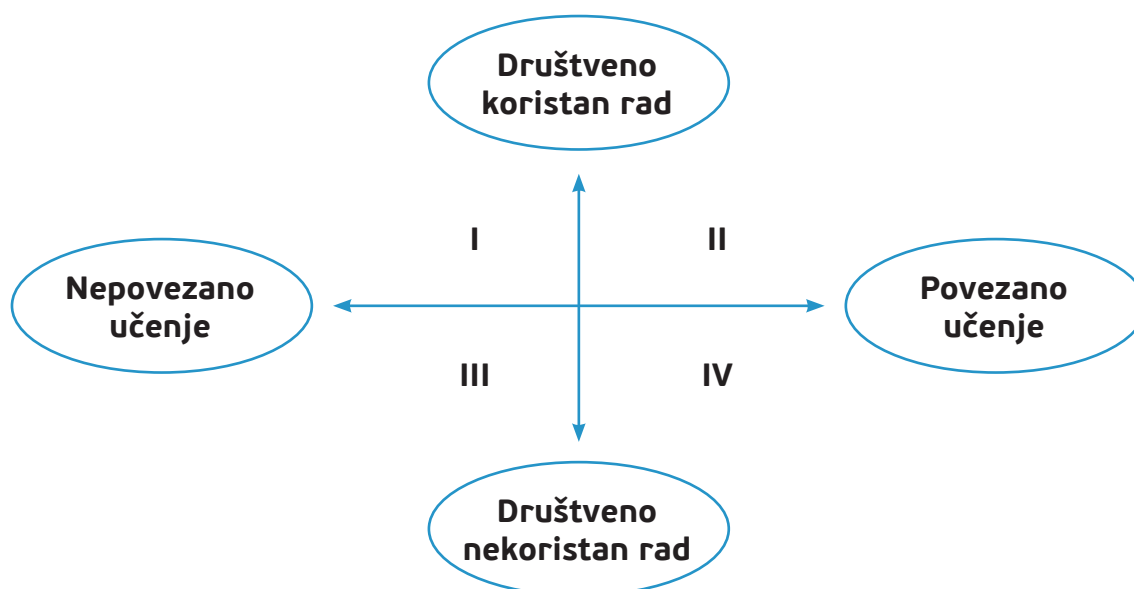 Društveno
koristan rad
I
II
Nepovezano
učenje
Povezano
učenje
III
IV
Društveno
nekoristan rad